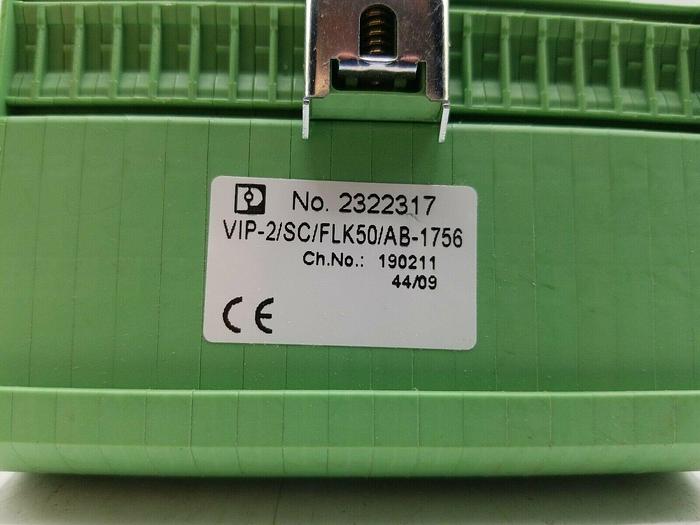 No. 2322317
VIP-2/SC/FLK50/AB-1756
Ch.No.: 190211
44/09
CE